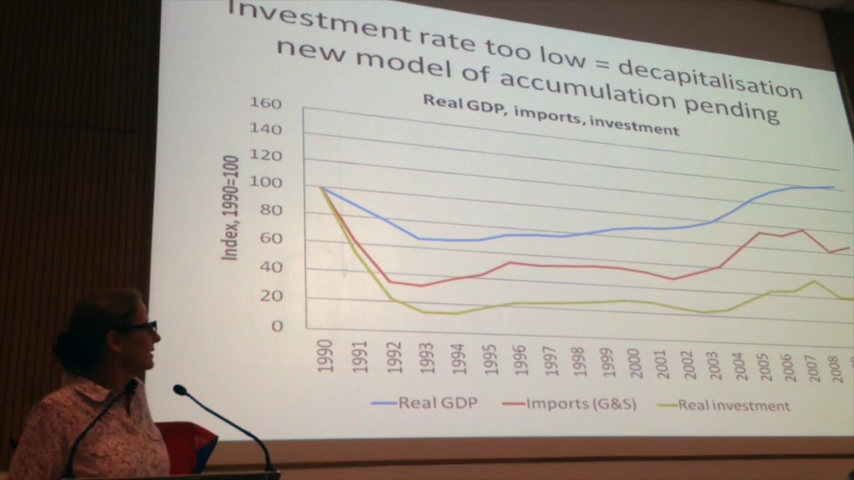 Investment rate too low = decapitalisation
new model of accumulation pending
Real GDP, imports, investment
Index, 1990=100
160
140
120
100
80
60
40
20
0
1990 1991 1992 1993 1994 1995 1996 1997 1998 1999 2000 2001 2002 2003 2004 2005 2006 2007 2008
Real GDP Imports (G&S) Real investment